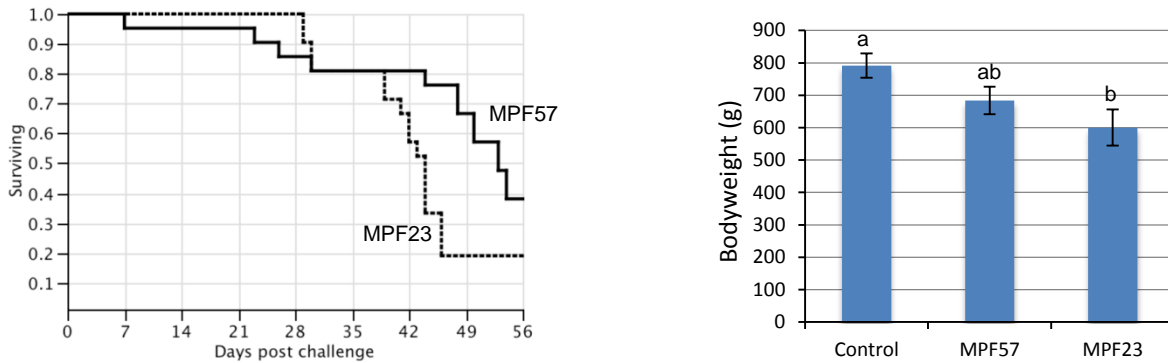 1.0
0.9
0.8
0.7
0.6
0.5
0.4
0.3
0.2
0.1
Surviving
MPF57
MPF23
0 7 14 21 28 35 42 49 56
Days post challenge
900
800
700
600
500
400
300
200
100
0
Bodyweight (g)
a
ab
b
Control MPF57 MPF23